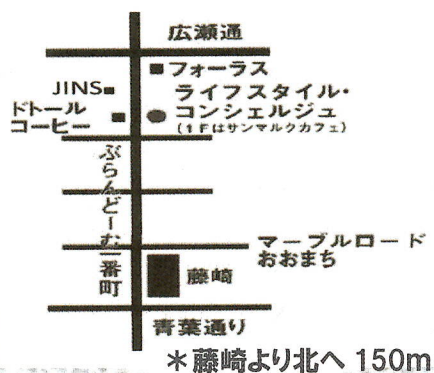 広瀬通
フォーラス
JINS
ライフスタイル・
コンシェルジュ
(1Fはサンマルクカフェ)
ドトール
コーヒー
ぶらんどーむ一番町
マーブルロード
おおまち
藤崎
青葉通り
＊藤崎より北へ 150m